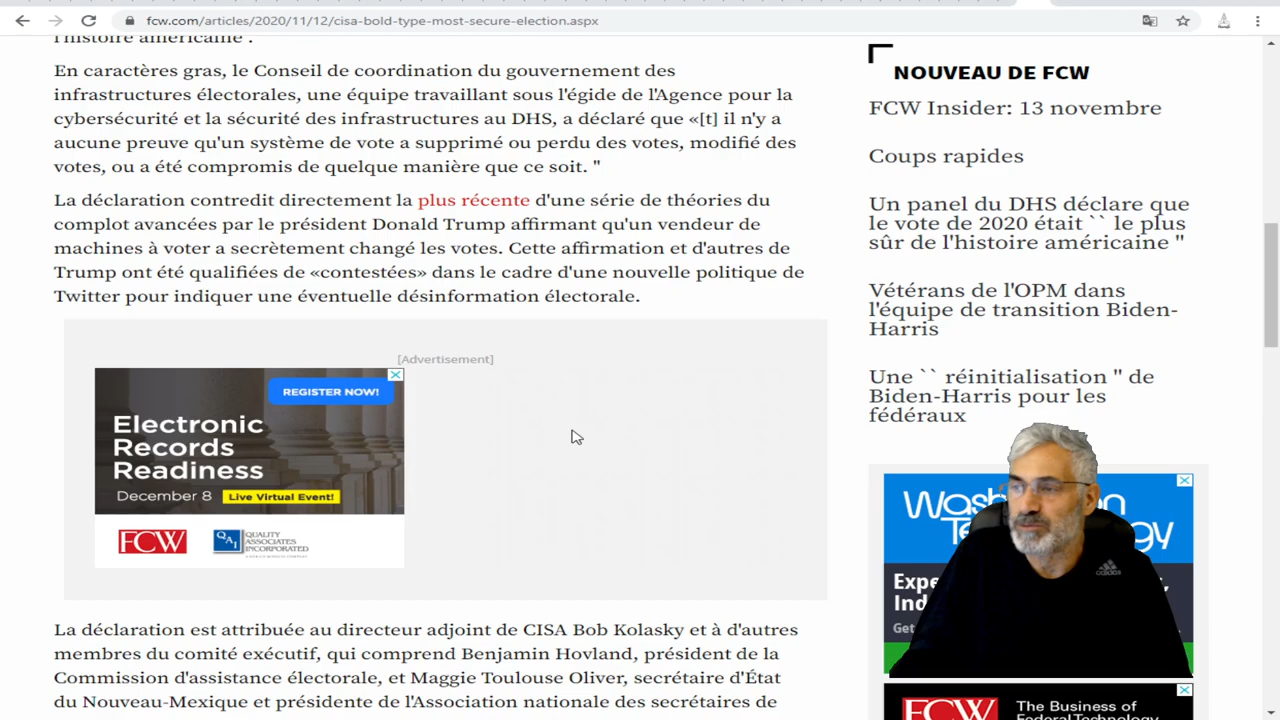 fcw.com/articles/2020/11/12/cisa-bold-type-most-secure-election.aspx
l'histoire américaine".
En caractères gras, le Conseil de coordination du gouvernement des
infrastructures électorales, une équipe travaillant sous l'égide de l'Agence pour la
cybersécurité et la sécurité des infrastructures au DHS, a déclaré que «[t] il n'y a
aucune preuve qu'un système de vote a supprimé ou perdu des votes, modifié des
votes, ou a été compromis de quelque manière que ce soit. "
La déclaration contredit directement la plus récente d'une série de théories du
complot avancées par le président Donald Trump affirmant qu'un vendeur de
machines à voter a secrètement changé les votes. Cette affirmation et d'autres de
Trump ont été qualifiées de «contestées» dans le cadre d'une nouvelle politique de
Twitter pour indiquer une éventuelle désinformation électorale.
[Advertisement]
REGISTER NOW!
Electronic
Records
Readiness
December 8
Live Virtual Event!
FCW
QAI
QUALITY
ASSOCIATES
INCORPORATED
La déclaration est attribuée au directeur adjoint de CISA Bob Kolasky et à d'autres
membres du comité exécutif, qui comprend Benjamin Hovland, président de la
Commission d'assistance électorale, et Maggie Toulouse Oliver, secrétaire d'État
du Nouveau-Mexique et présidente de l'Association nationale des secrétaires de
NOUVEAU DE FCW
FCW Insider: 13 novembre
Coups rapides
Un panel du DHS déclare que
le vote de 2020 était `` le plus
sûr de l'histoire américaine "
Vétérans de l'OPM dans
l'équipe de transition Biden-
Harris
Une `` réinitialisation " de
Biden-Harris pour les
fédéraux
adidas
FCW
The Business of
Federal Technology